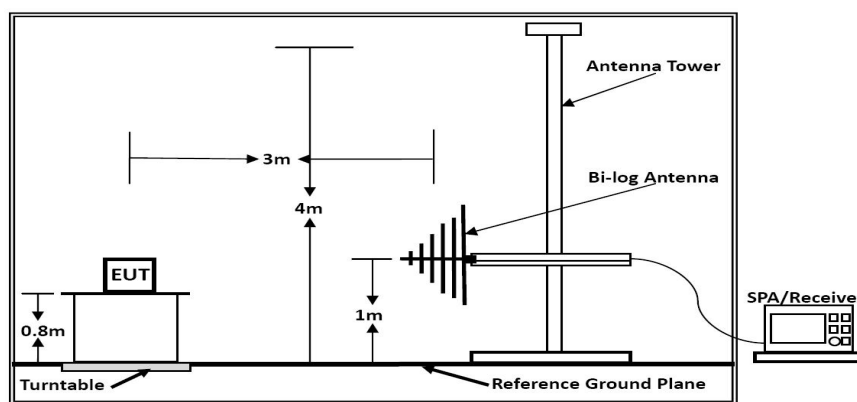 Antenna Tower
3m
Bi-log Antenna
4m
EUT
SPA/Receive
0.8m
1m
Turntable
Reference Ground Plane